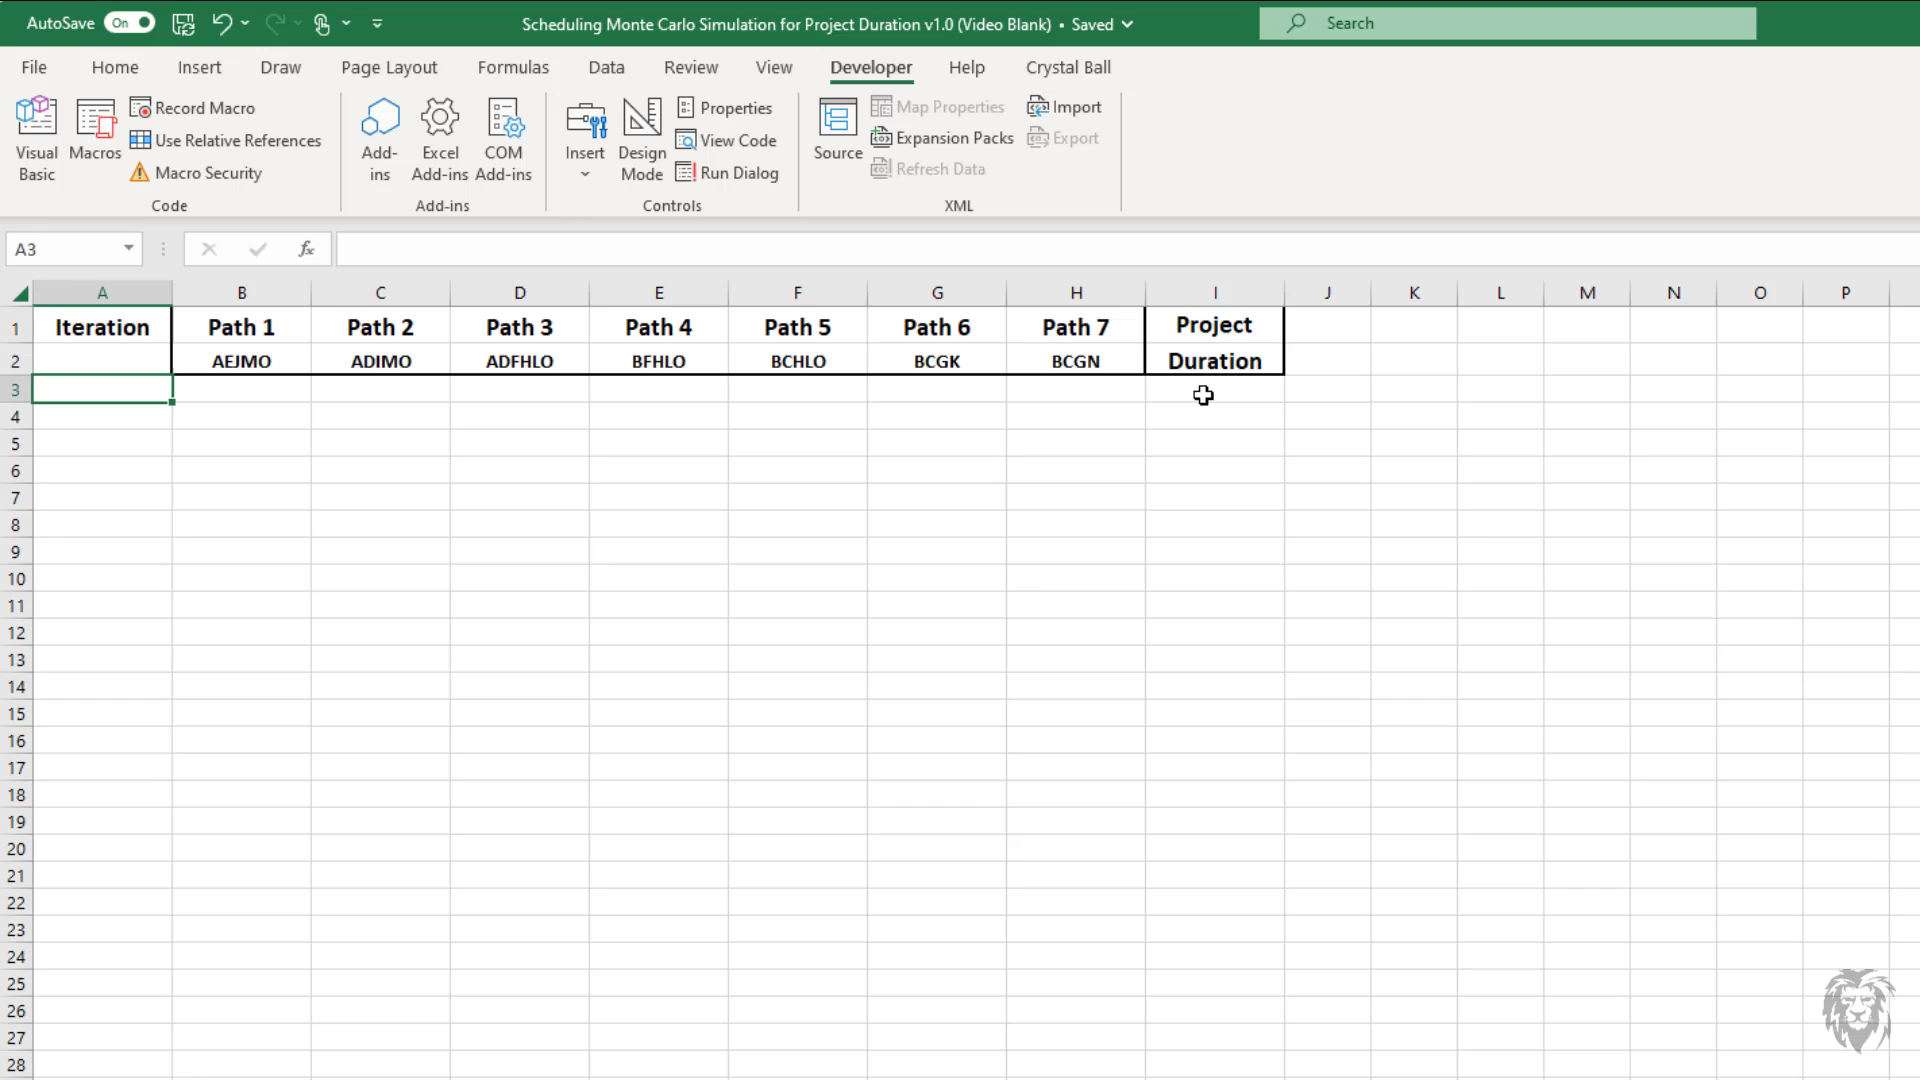 AutoSave On
Scheduling Monte Carlo Simulation for Project Duration v1.0 (Video Blank) • Saved
Search
File Home Insert Draw Page Layout Formulas Data Review View Developer Help Crystal Ball
Visual Basic
Macros
Record Macro
Use Relative References
Macro Security
Code
Add-ins
Excel Add-ins
COM Add-ins
Add-ins
Insert
Design Mode
Properties
View Code
Run Dialog
Controls
Source
Map Properties
Expansion Packs
Refresh Data
Import
Export
XML
A3
fx
A B C D E F G H I J K L M N O P
1 Iteration Path 1 Path 2 Path 3 Path 4 Path 5 Path 6 Path 7 Project
2 AEJMO ADIMO ADFHLO BFHLO BCHLO BCGK BCGN Duration
3
4
5
6
7
8
9
10
11
12
13
14
15
16
17
18
19
20
21
22
23
24
25
26
27
28